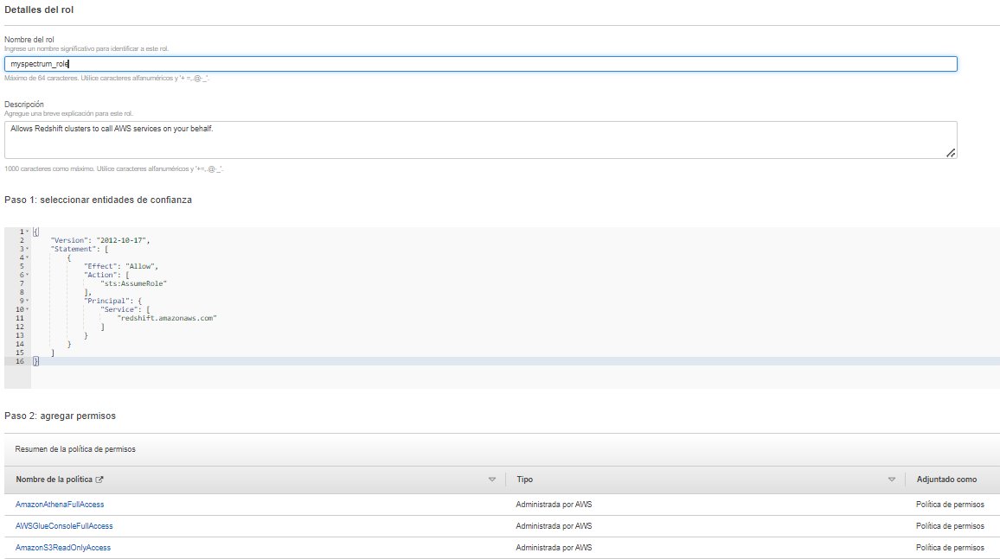 Detalles del rol
Nombre del rol
Ingrese un nombre significativo para identificar a este rol.
myspectrum_role
Máximo de 64 caracteres. Utilice caracteres alfanuméricos y '+=,.@-_'.
Descripción
Agregue una breve explicación para este rol.
Allows Redshift clusters to call AWS services on your behalf.
1000 caracteres como máximo. Utilice caracteres alfanuméricos y '+=,.@-_'.
Paso 1: seleccionar entidades de confianza
1 {
2 "Version": "2012-10-17",
3 "Statement": [
4 {
5 "Effect": "Allow",
6 "Action": [
7 "sts:AssumeRole"
8 ],
9 "Principal": {
10 "Service": [
11 "redshift.amazonaws.com"
12 ]
13 }
14 }
15 ]
16 }
Paso 2: agregar permisos
Resumen de la política de permisos
Nombre de la política Tipo Adjuntado como
AmazonAthenaFullAccess Administrada por AWS Política de permisos
AWSGlueConsoleFullAccess Administrada por AWS Política de permisos
AmazonS3ReadOnlyAccess Administrada por AWS Política de permisos